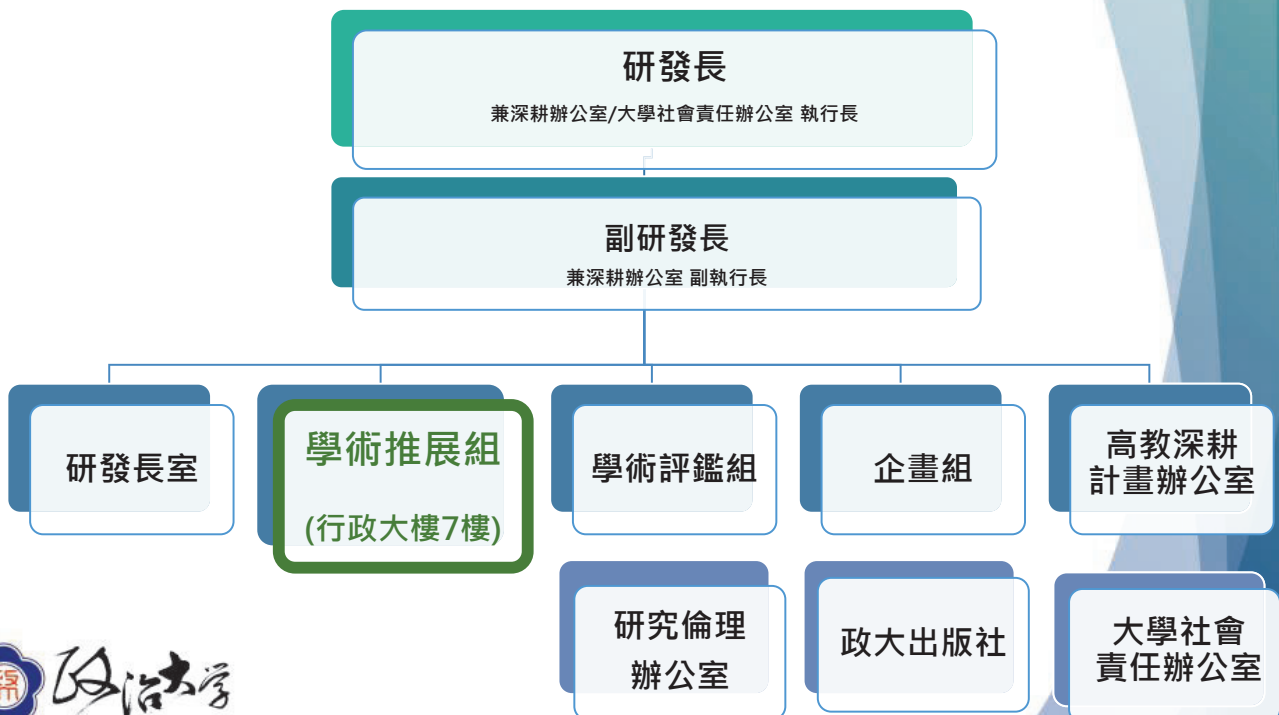 研發長
兼深耕辦公室/大學社會責任辦公室 執行長
副研發長
兼深耕辦公室 副執行長
研發長室
學術推展組
(行政大樓7樓)
學術評鑑組
企畫組
高教深耕
計畫辦公室
研究倫理
辦公室
政大出版社
大學社會
責任辦公室
政治大学